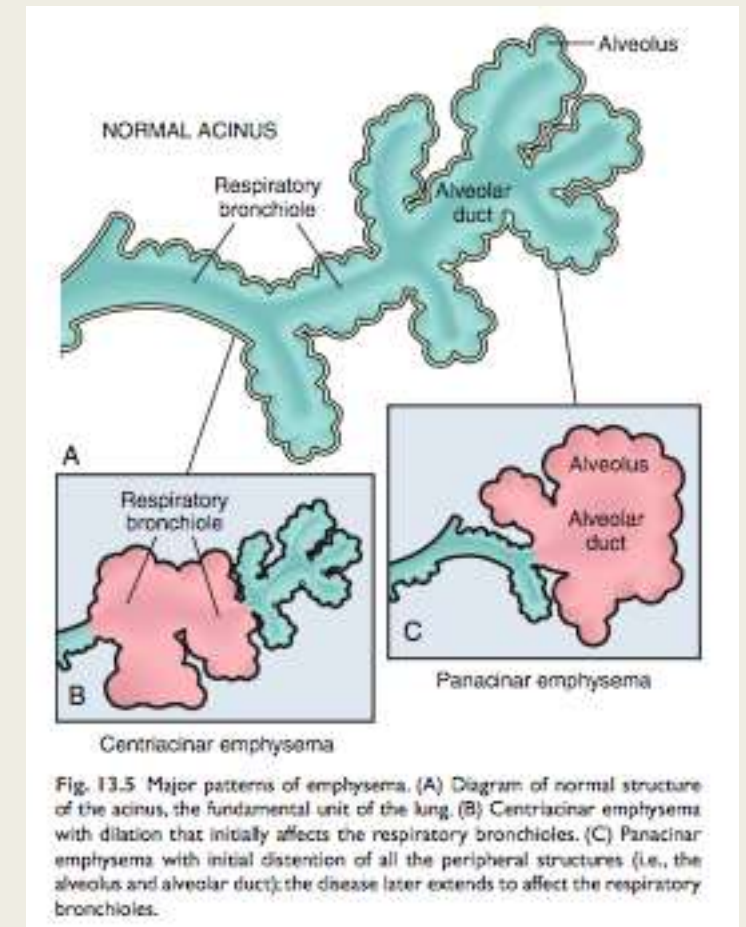 Alveolus
NORMAL ACINUS
Respiratory
bronchiole
Alveolar
duct
A
Respiratory
bronchiole
B
Centriacinar emphysema
Alveolus
Alveolar
duct
C
Panacinar emphysema
Fig. 13.5 Major patterns of emphysema. (A) Diagram of normal structure
of the acinus, the fundamental unit of the lung. (B) Centriacinar emphysema
with dilation that initially affects the respiratory bronchioles. (C) Panacinar
emphysema with initial distention of all the peripheral structures (i.e., the
alveolus and alveolar duct); the disease later extends to affect the respiratory
bronchioles.